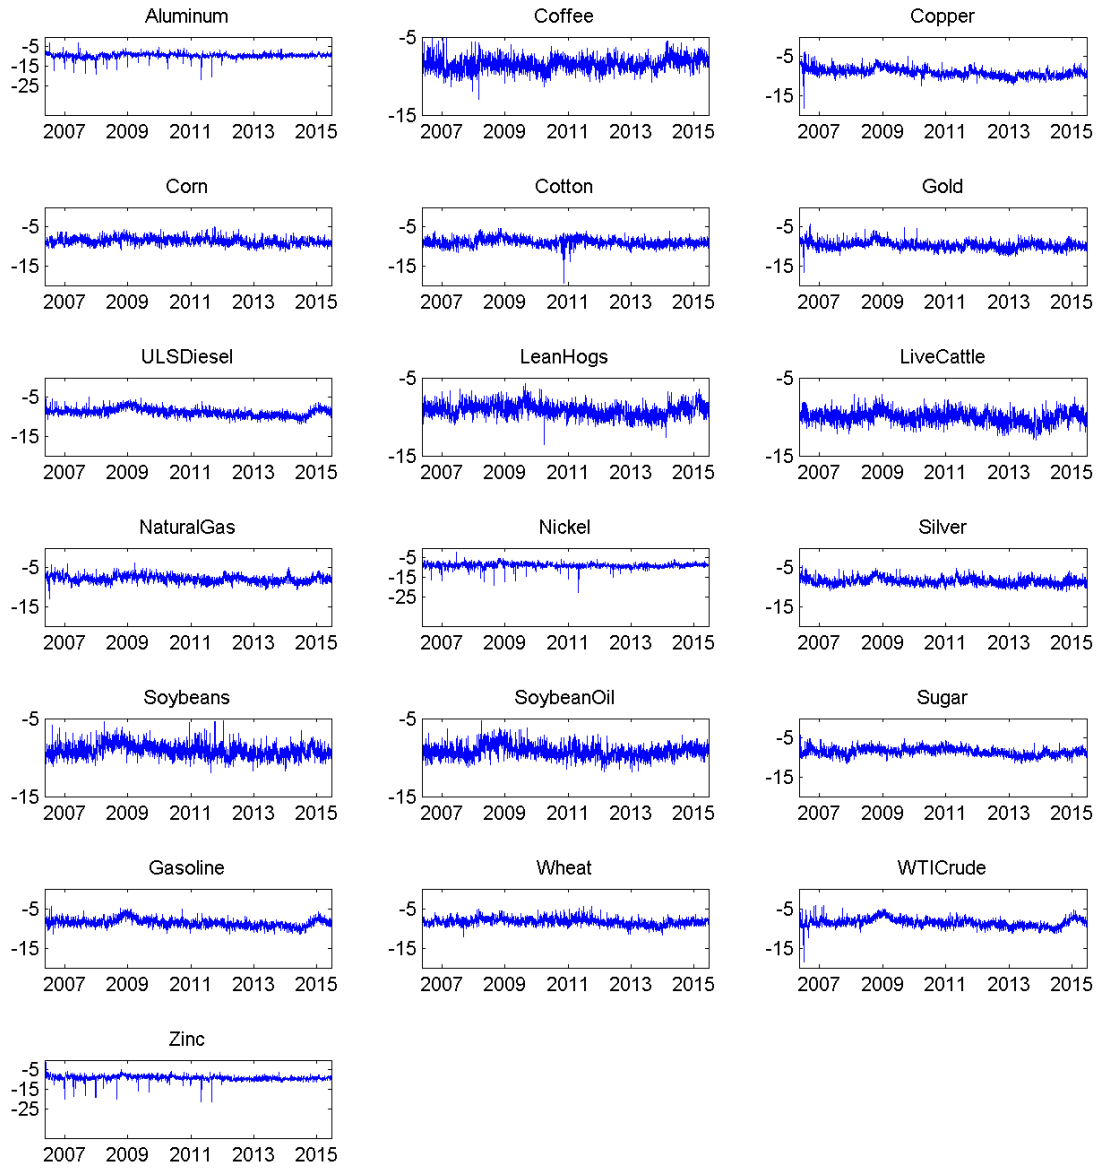 Aluminum Coffee Copper
-5 -5 -5
-15
-25
-15 -15
2007 2009 2011 2013 2015 2007 2009 2011 2013 2015 2007 2009 2011 2013 2015
Corn Cotton Gold
-5 -5 -5
-15 -15 -15
2007 2009 2011 2013 2015 2007 2009 2011 2013 2015 2007 2009 2011 2013 2015
ULSDiesel LeanHogs LiveCattle
-5 -5 -5
-15 -15 -15
2007 2009 2011 2013 2015 2007 2009 2011 2013 2015 2007 2009 2011 2013 2015
NaturalGas Nickel Silver
-5 -5 -5
-15 -15 -15
-25
2007 2009 2011 2013 2015 2007 2009 2011 2013 2015 2007 2009 2011 2013 2015
Soybeans SoybeanOil Sugar
-5 -5 -5
-15 -15 -15
2007 2009 2011 2013 2015 2007 2009 2011 2013 2015 2007 2009 2011 2013 2015
Gasoline Wheat WTICrude
-5 -5 -5
-15 -15 -15
2007 2009 2011 2013 2015 2007 2009 2011 2013 2015 2007 2009 2011 2013 2015
Zinc
-5
-15
-25
2007 2009 2011 2013 2015